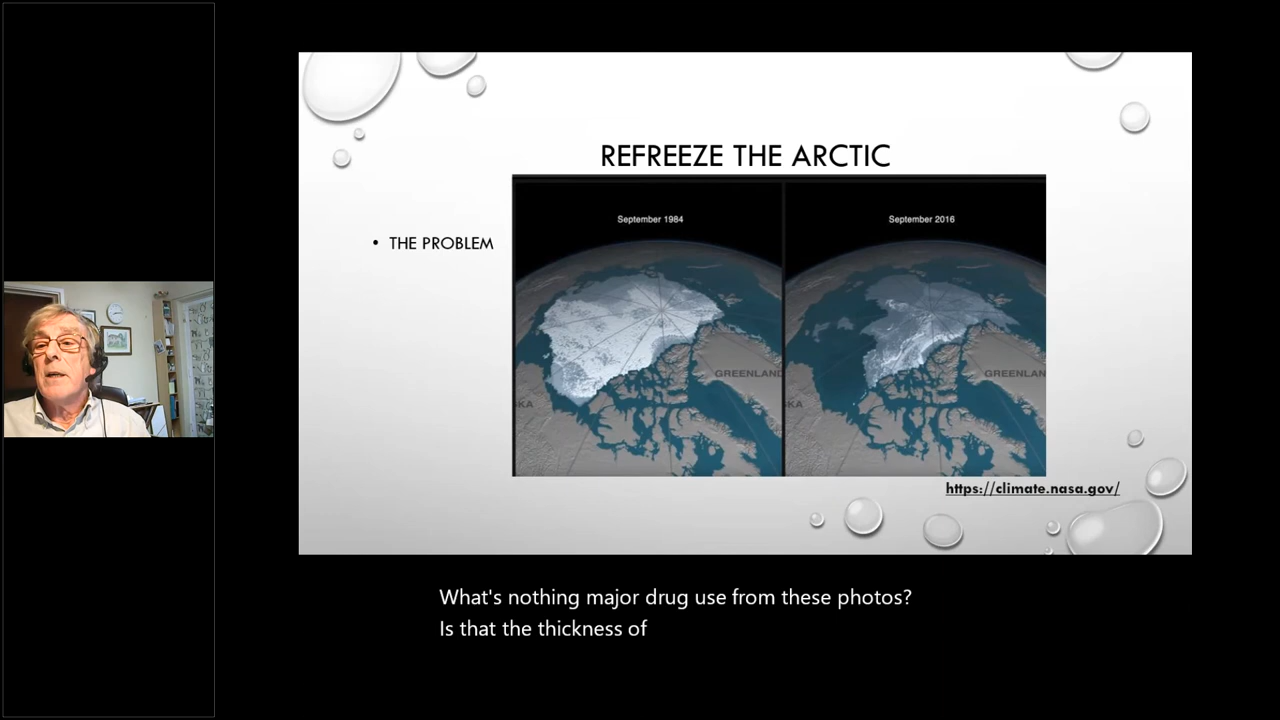 REFREEZE THE ARCTIC
• THE PROBLEM
September 1984
September 2016
GREENLAND
KA
GREENLAN
KA
https://climate.nasa.gov/
What's nothing major drug use from these photos?
Is that the thickness of